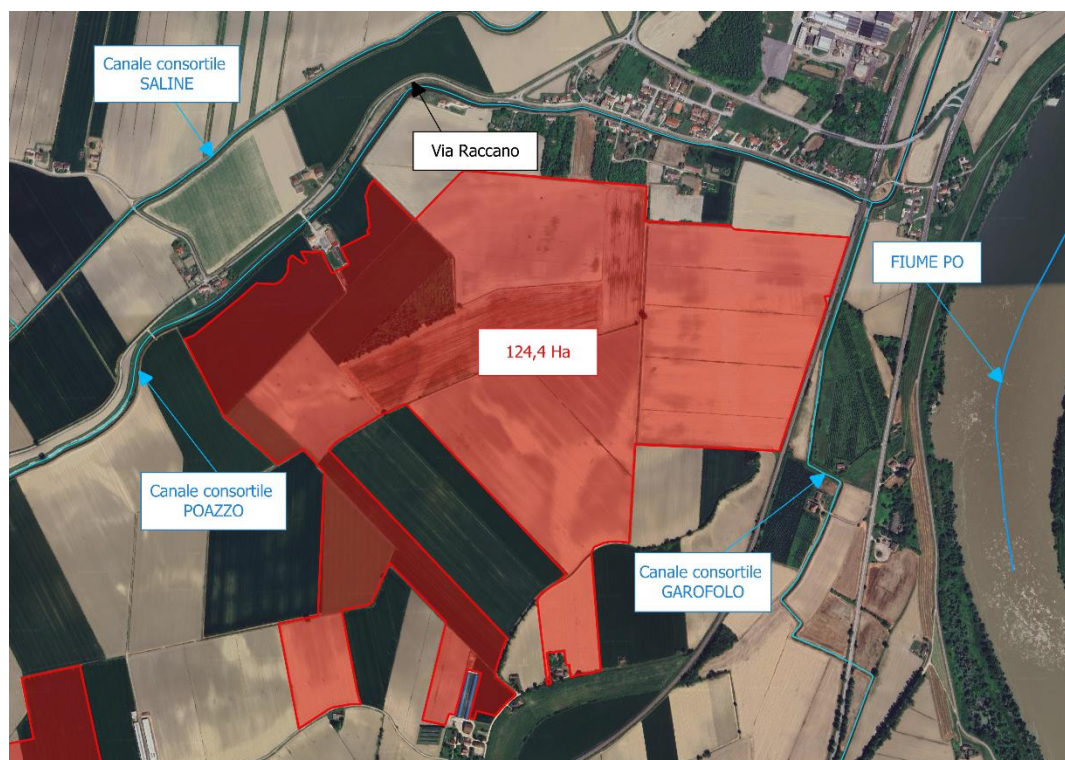 Canale consortile
SALINE
Via Raccano
FIUME PO
124,4 Ha
Canale consortile
POAZZO
Canale consortile
GAROFOLO